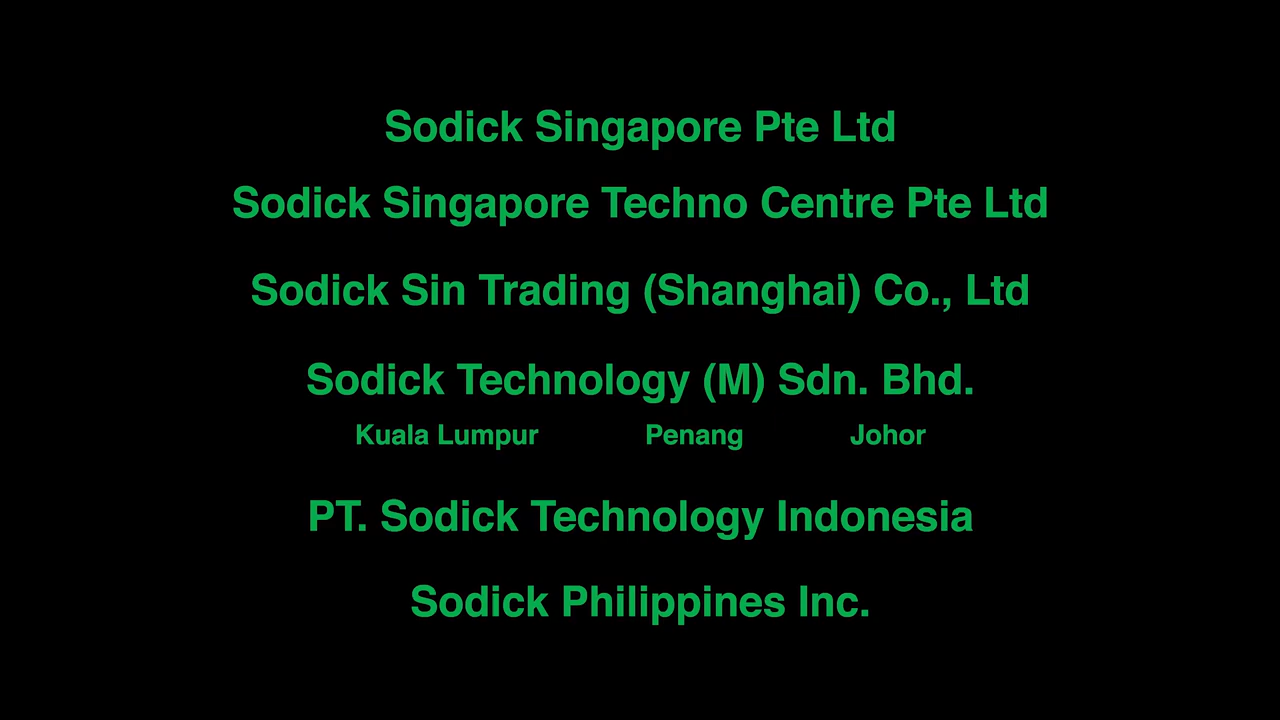 Sodick Singapore Pte Ltd
Sodick Singapore Techno Centre Pte Ltd
Sodick Sin Trading (Shanghai) Co., Ltd
Sodick Technology (M) Sdn. Bhd.
Kuala Lumpur Penang Johor
PT. Sodick Technology Indonesia
Sodick Philippines Inc.